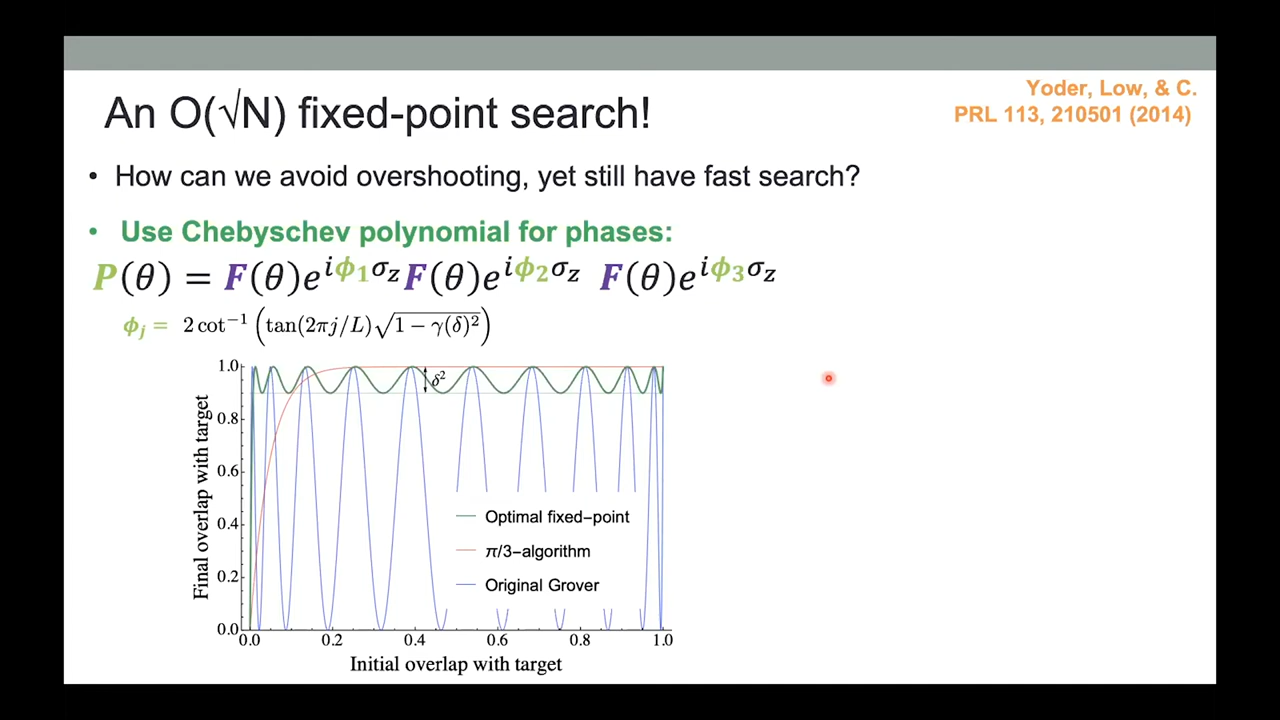 Yoder, Low, & C.
PRL 113, 210501 (2014)
An O(√N) fixed-point search!
• How can we avoid overshooting, yet still have fast search?
• Use Chebyschev polynomial for phases:
P(θ) = F(θ)e^{iϕ₁σ_z}F(θ)e^{iϕ₂σ_z} F(θ)e^{iϕ₃σ_z}
ϕⱼ = 2 cot⁻¹ (tan(2πj/L)√(1 − γ(δ)²))
Final overlap with target
1.0
0.8
0.6
0.4
0.2
0.0
δ²
Optimal fixed−point
π/3−algorithm
Original Grover
0.0 0.2 0.4 0.6 0.8 1.0
Initial overlap with target